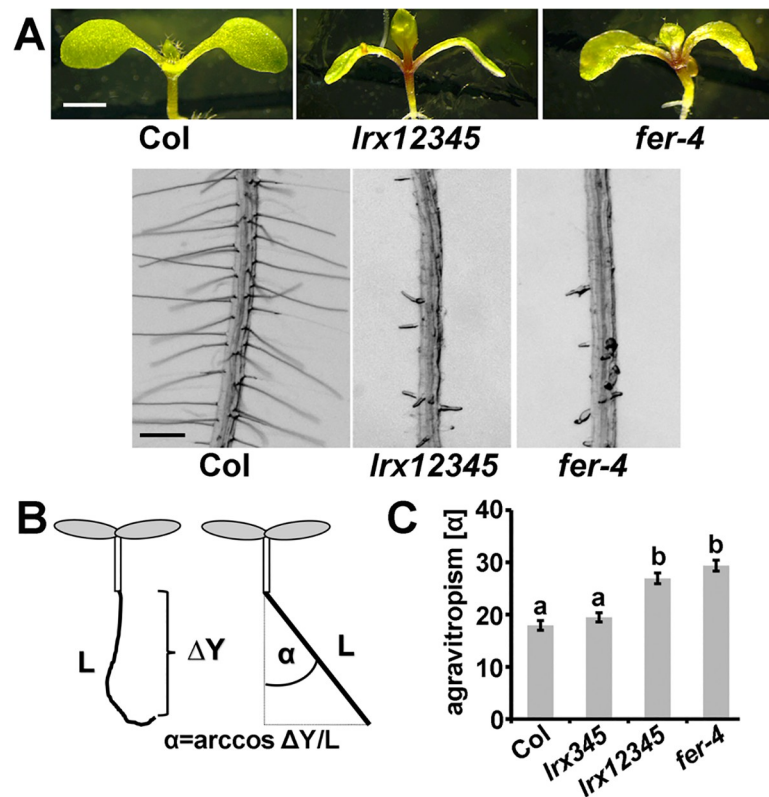 A
Col lrx12345 fer-4
Col lrx12345 fer-4
B
L ΔY α L
α=arccos ΔY/L
C
agravitropism [α]
40
30
20
10
0
a a b b
Col lrx345 lrx12345 fer-4